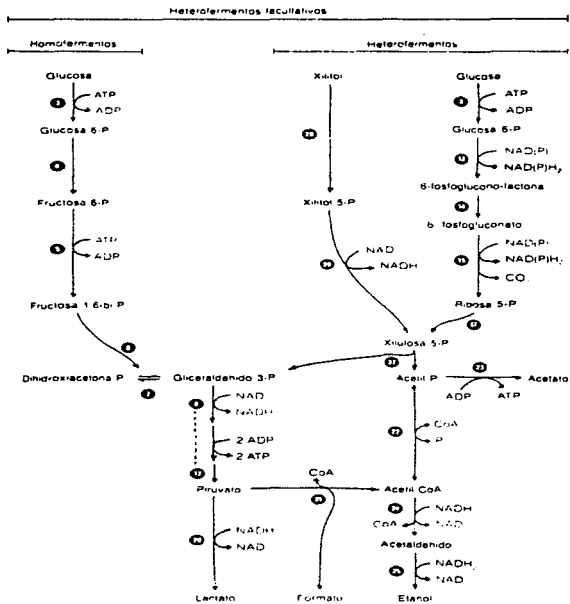 Heterofermentos facultativos
Homofermentos
Heterofermentos
Glucosa
Xilitol
Glucosa
ATP
ADP
ATP
ADP
Glucosa 6-P
Glucosa 6-P
NAD(P)
NAD(P)H₂
6-fosfoglucono-lactona
Fructosa 6-P
Xilitol 5-P
6 fosfogluconato
ATP
ADP
NAD
NADH
NAD(P)
NAD(P)H₂
CO₂
Fructosa 1.6-bi-P
Ribosa 5-P
Xilulosa 5-P
Dihidroxiacetona P
Gliceraldehido 3-P
Acetil P
Acetato
ADP
ATP
NAD
NADH
CoA
P
2 ADP
2 ATP
CoA
Piruvato
Acetil CoA
NADH
NAD
NADH
CoA
NAD
Acetaldehido
NADH
NAD
Lactato
Formato
Etanol